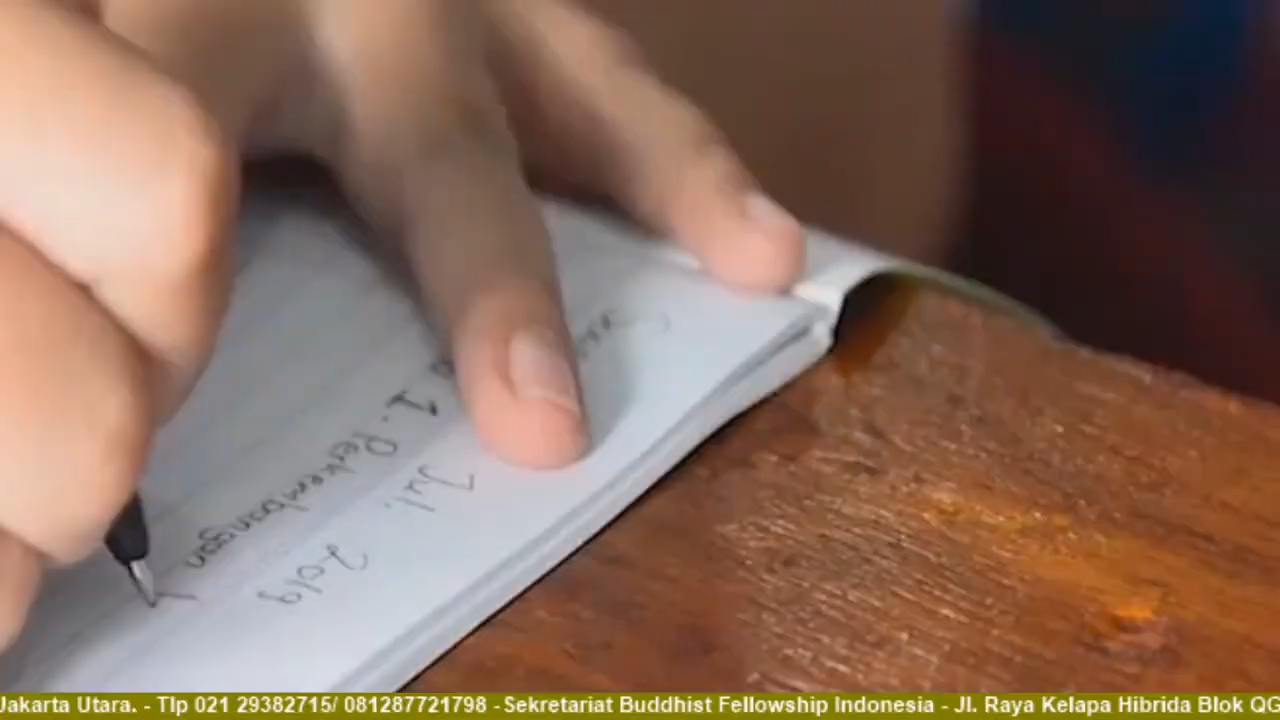 Jul. 2019
1. Perkembangan
Jakarta Utara. - Tlp 021 29382715/ 081287721798 - Sekretariat Buddhist Fellowship Indonesia - Jl. Raya Kelapa Hibrida Blok QG